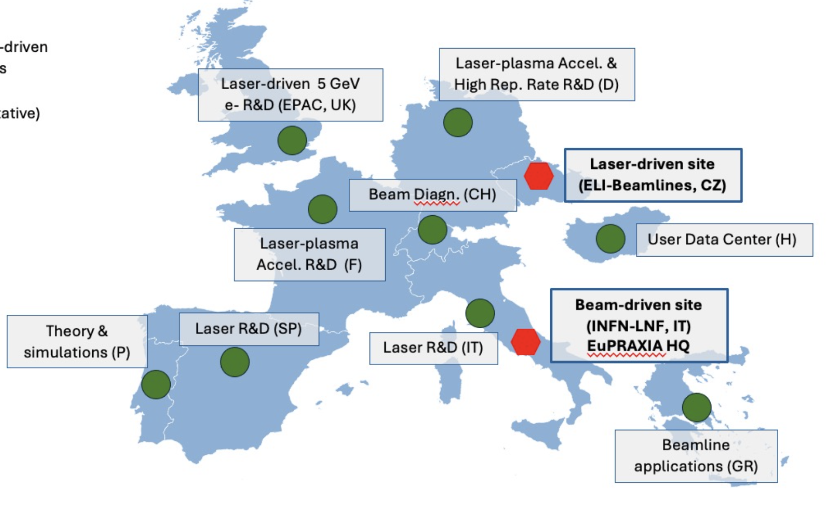 -driven
s
ative)
Laser-driven 5 GeV
e- R&D (EPAC, UK)
Laser-plasma Accel. &
High Rep. Rate R&D (D)
Laser-driven site
(ELI-Beamlines, CZ)
Beam Diagn. (CH)
User Data Center (H)
Laser-plasma
Accel. R&D (F)
Beam-driven site
(INFN-LNF, IT)
EuPRAXIA HQ
Theory &
simulations (P)
Laser R&D (SP)
Laser R&D (IT)
Beamline
applications (GR)